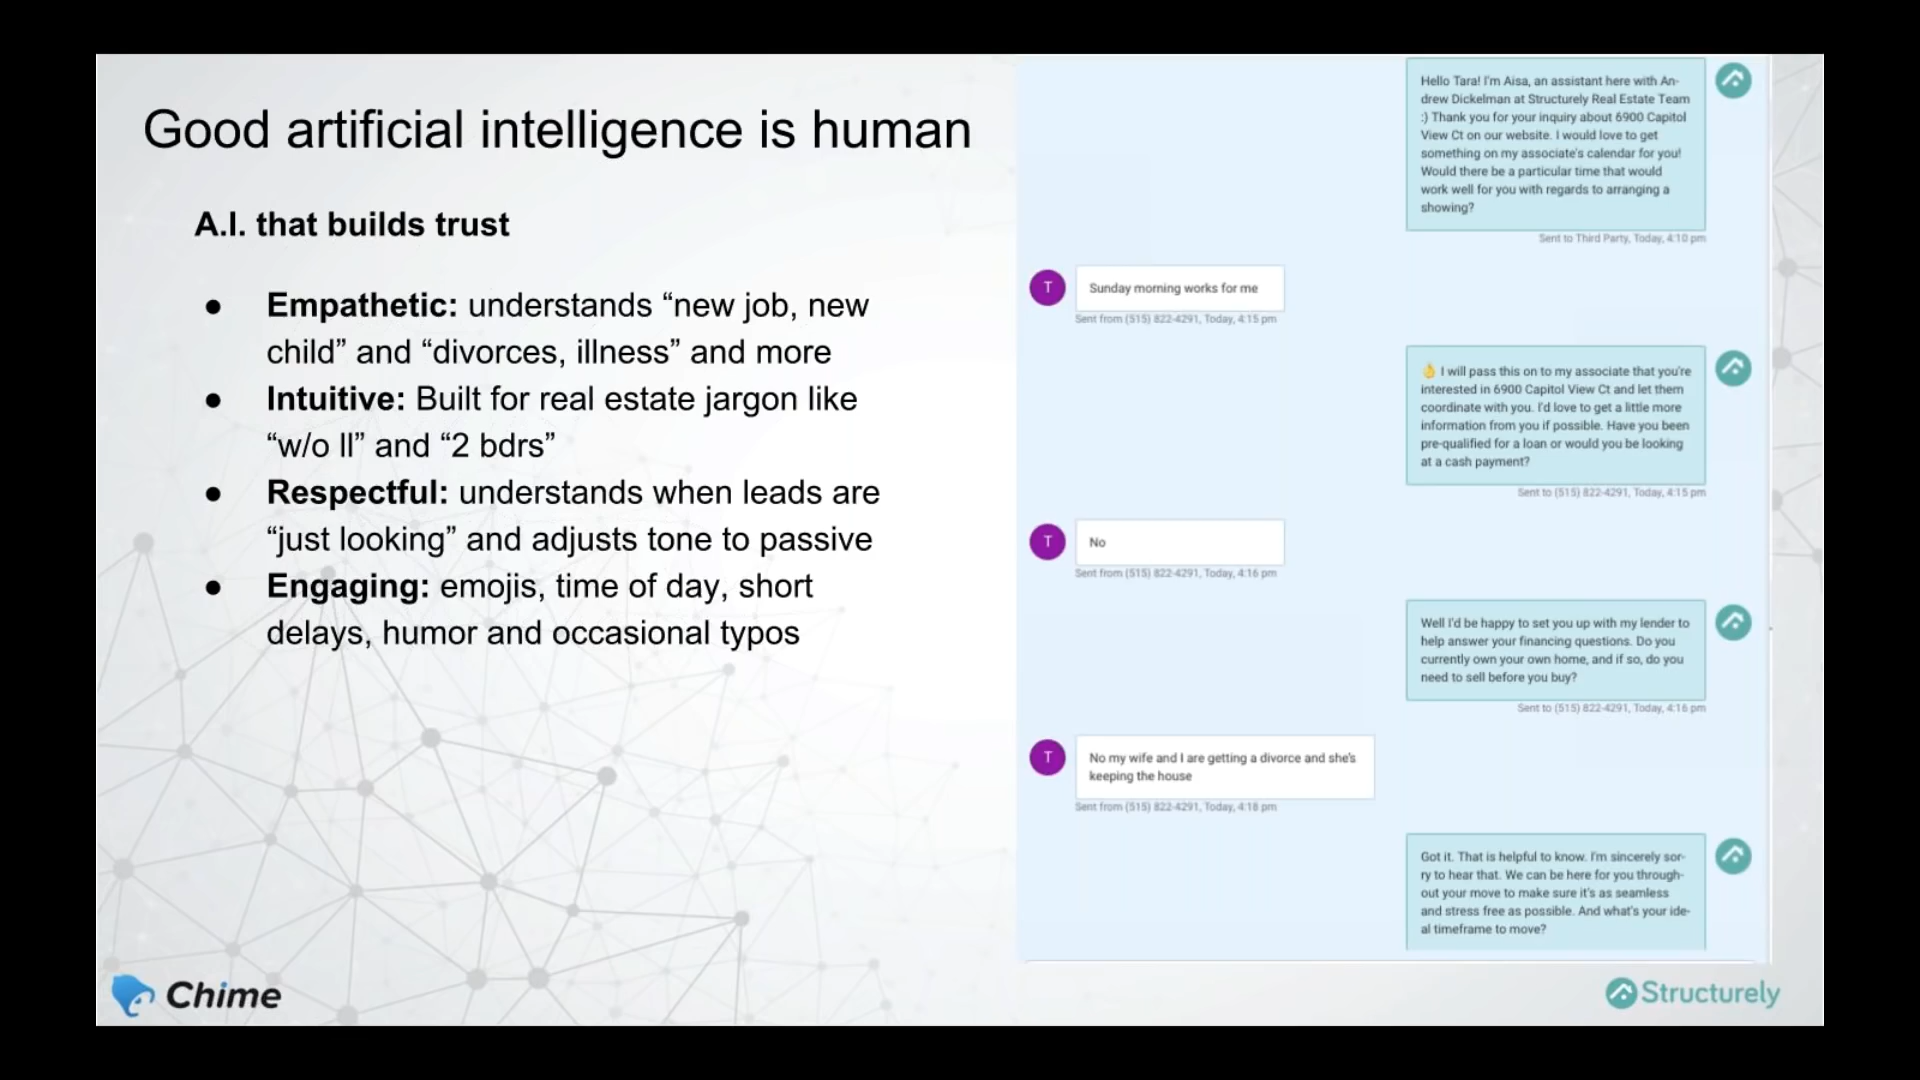 Good artificial intelligence is human
A.I. that builds trust
● Empathetic: understands “new job, new
child” and “divorces, illness” and more
● Intuitive: Built for real estate jargon like
“w/o ll” and “2 bdrs”
● Respectful: understands when leads are
“just looking” and adjusts tone to passive
● Engaging: emojis, time of day, short
delays, humor and occasional typos
Hello Tara! I'm Aisa, an assistant here with An-
drew Dickelman at Structurely Real Estate Team
:) Thank you for your inquiry about 6900 Capitol
View Ct on our website. I would love to get
something on my associate's calendar for you!
Would there be a particular time that would
work well for you with regards to arranging a
showing?
Sent to Third Party, Today, 4:10 pm
T
Sunday morning works for me
Sent from (515) 822-4291, Today, 4:15 pm
👌 I will pass this on to my associate that you're
interested in 6900 Capitol View Ct and let them
coordinate with you. I'd love to get a little more
information from you if possible. Have you been
pre-qualified for a loan or would you be looking
at a cash payment?
Sent to (515) 822-4291, Today, 4:15 pm
T
No
Sent from (515) 822-4291, Today, 4:16 pm
Well I'd be happy to set you up with my lender to
help answer your financing questions. Do you
currently own your own home, and if so, do you
need to sell before you buy?
Sent to (515) 822-4291, Today, 4:16 pm
T
No my wife and I are getting a divorce and she's
keeping the house
Sent from (515) 822-4291, Today, 4:18 pm
Got it. That is helpful to know. I'm sincerely sor-
ry to hear that. We can be here for you through-
out your move to make sure it's as seamless
and stress free as possible. And what's your ide-
al timeframe to move?
Chime
Structurely